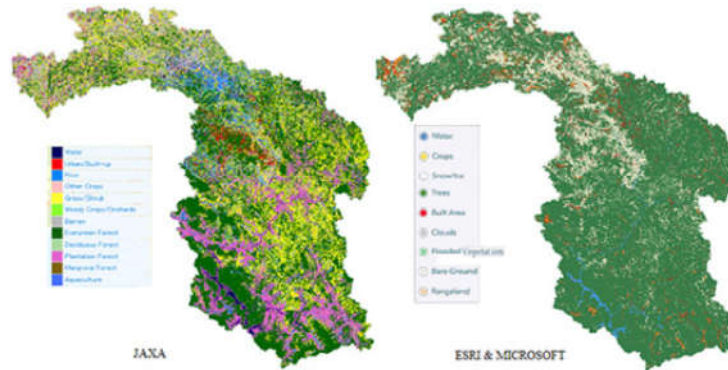 Water
Urban/Built-up
Rice
Other Crops
Grass/Shrub
Woody Crops/Orchards
Barren
Evergreen Forest
Deciduous Forest
Plantation Forest
Mangrove Forest
Aquaculture
JAXA
Water
Crops
Snow/Ice
Trees
Built Area
Clouds
Flooded Vegetation
Bare Ground
Rangeland
ESRI & MICROSOFT